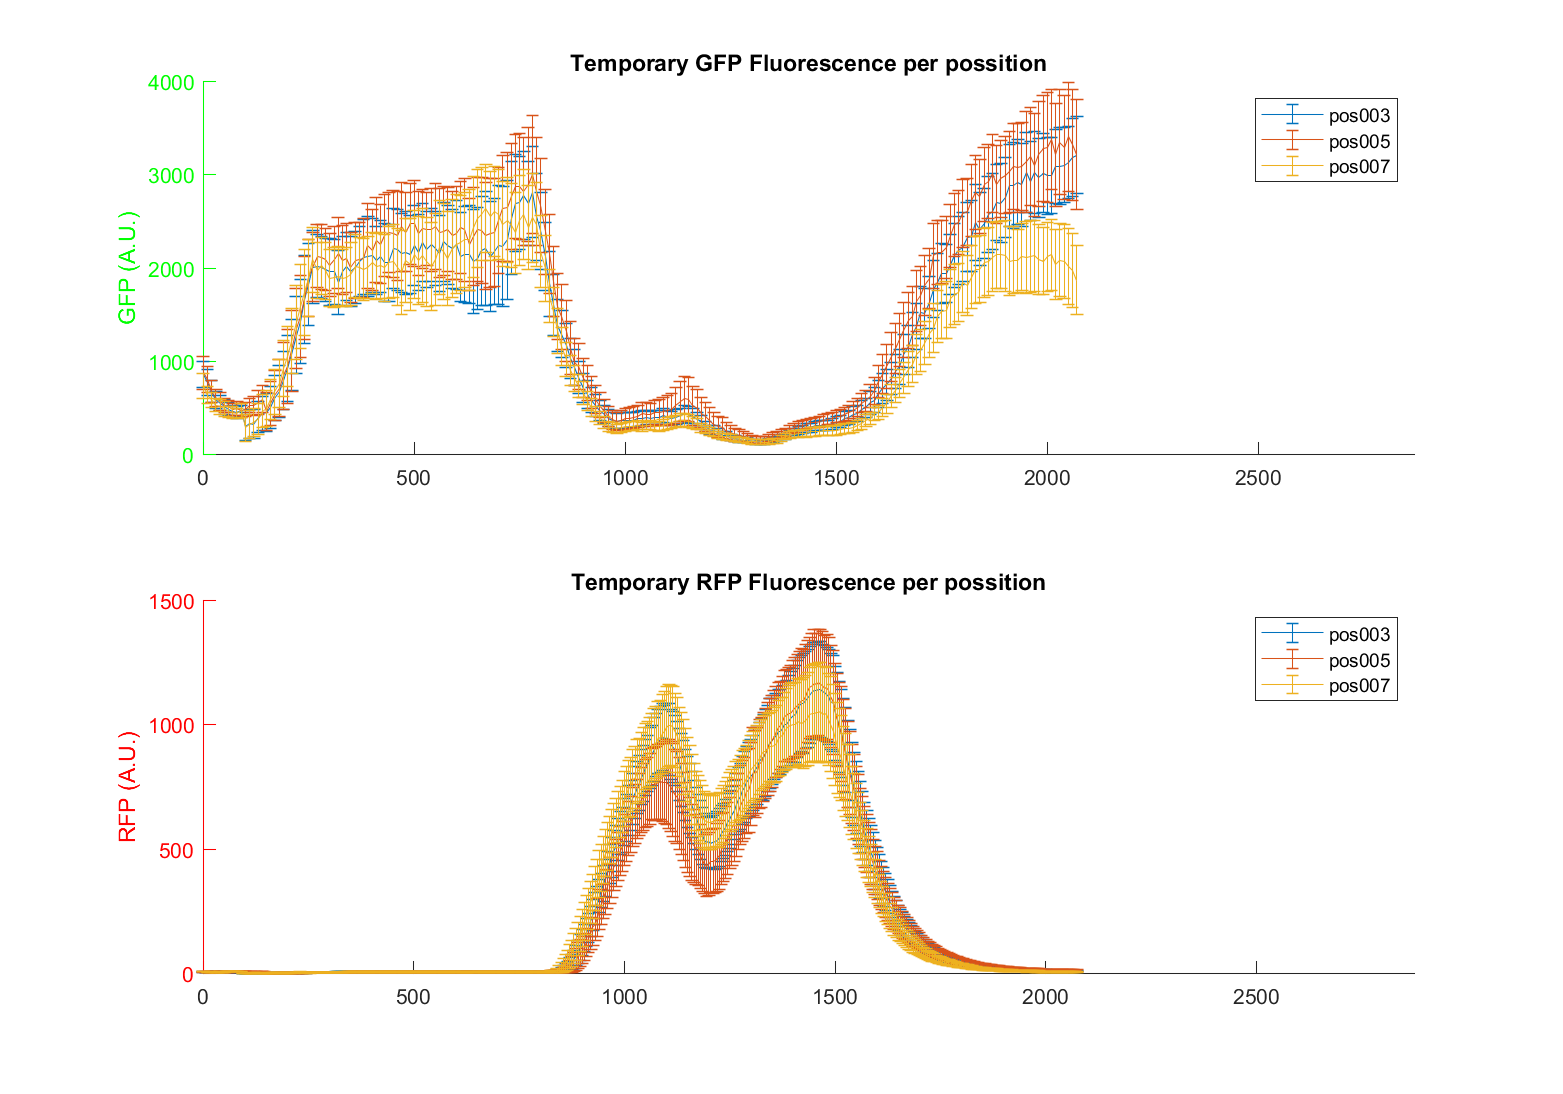 Temporary GFP Fluorescence per possition
GFP (A.U.)
4000
3000
2000
1000
0
0 500 1000 1500 2000 2500
pos003
pos005
pos007
Temporary RFP Fluorescence per possition
RFP (A.U.)
1500
1000
500
0
0 500 1000 1500 2000 2500
pos003
pos005
pos007